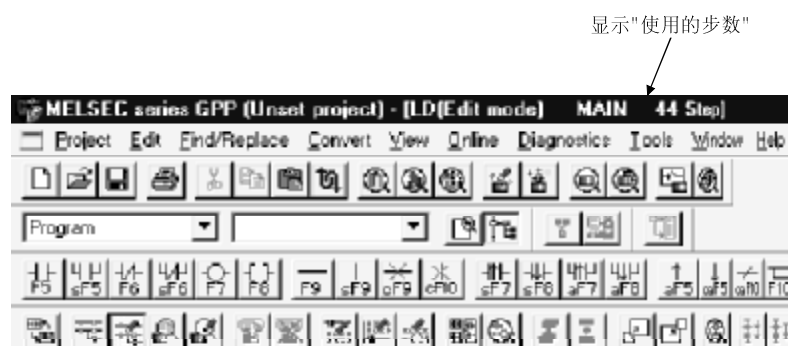 显示"使用的步数"
MELSEC series GPP (Unset project) - [LD(Edit mode) MAIN 44 Step]
Project Edit Find/Replace Convert View Online Diagnostics Tools Window Help
Program
F5 sF5 F6 sF6 F7 F8 F9 sF9 cF9 cF10 sF7 sF8 aF7 aF8 aF5 caF5 caF10 F10